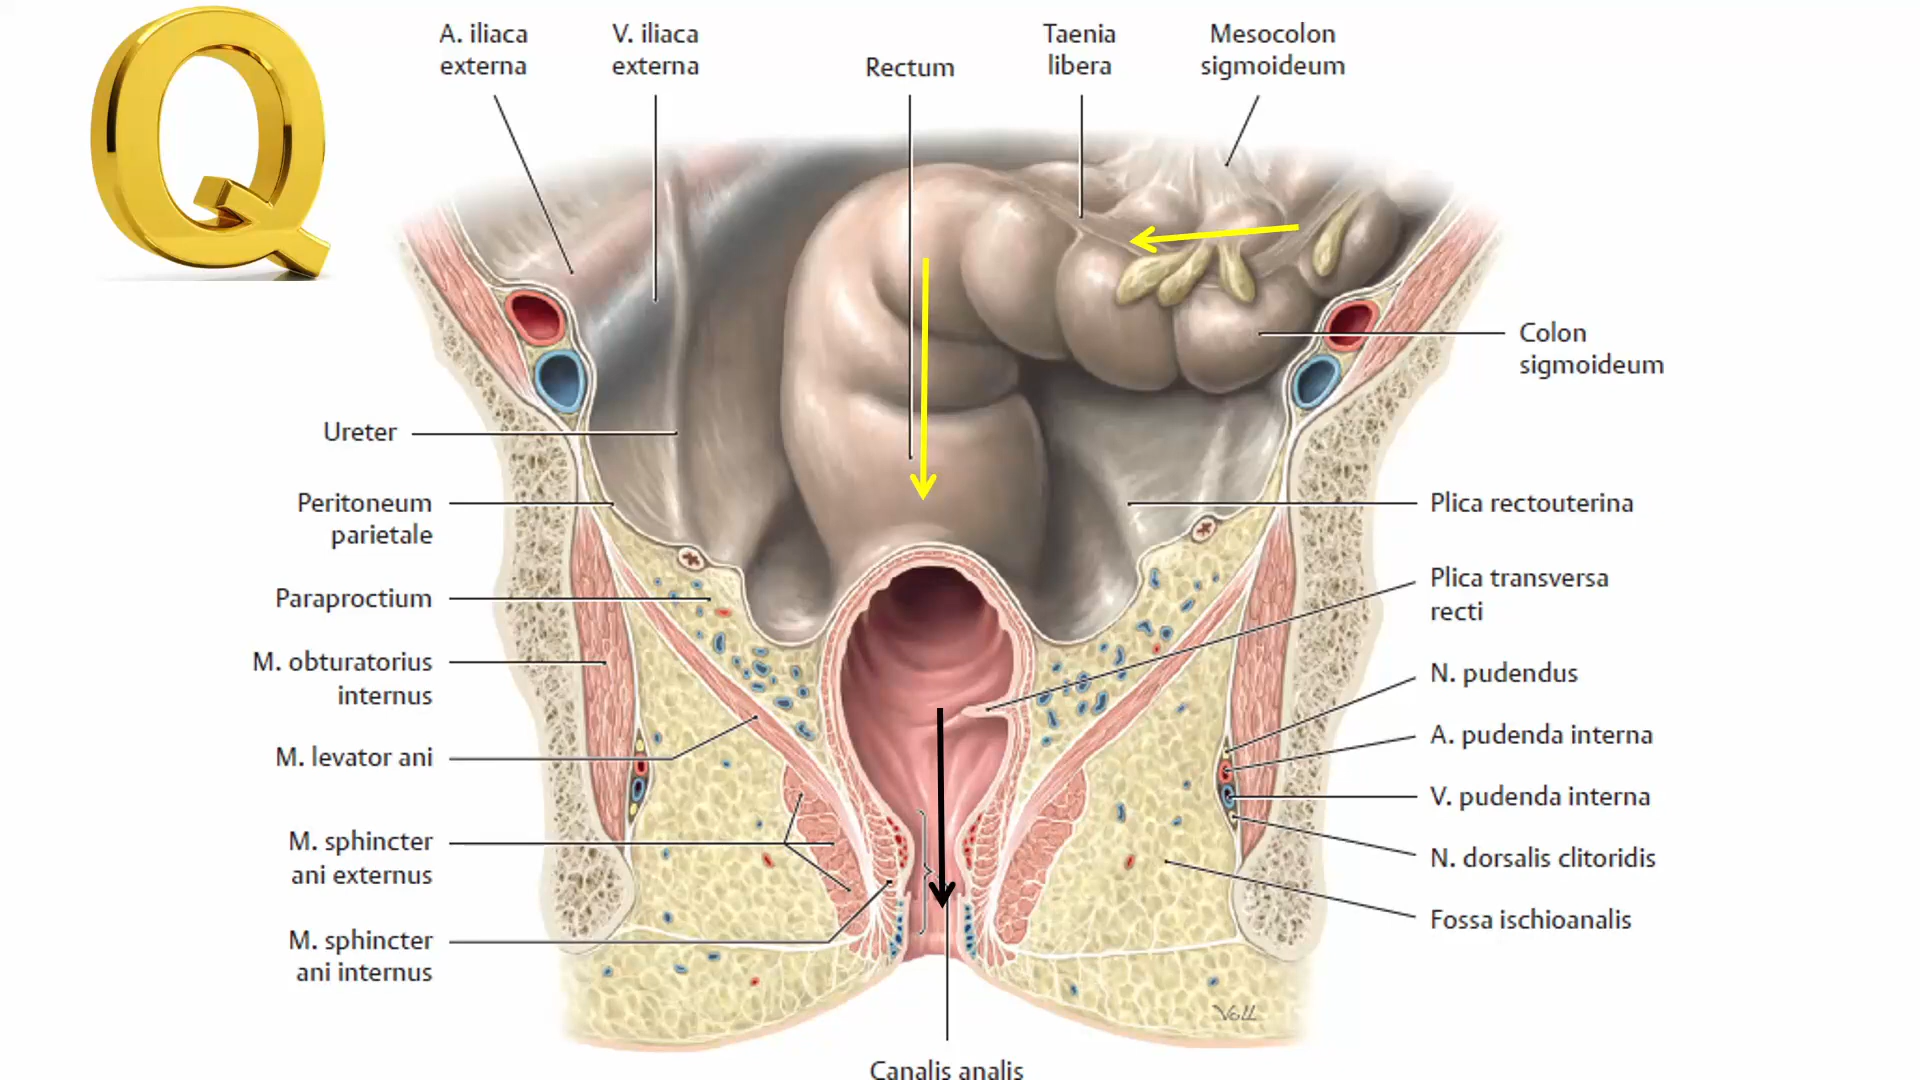 Q
A. iliaca
externa
V. iliaca
externa
Rectum
Taenia
libera
Mesocolon
sigmoideum
Colon
sigmoideum
Ureter
Peritoneum
parietale
Paraproctium
M. obturatorius
internus
M. levator ani
M. sphincter
ani externus
M. sphincter
ani internus
Plica rectouterina
Plica transversa
recti
N. pudendus
A. pudenda interna
V. pudenda interna
N. dorsalis clitoridis
Fossa ischioanalis
Voll
Canalis analis